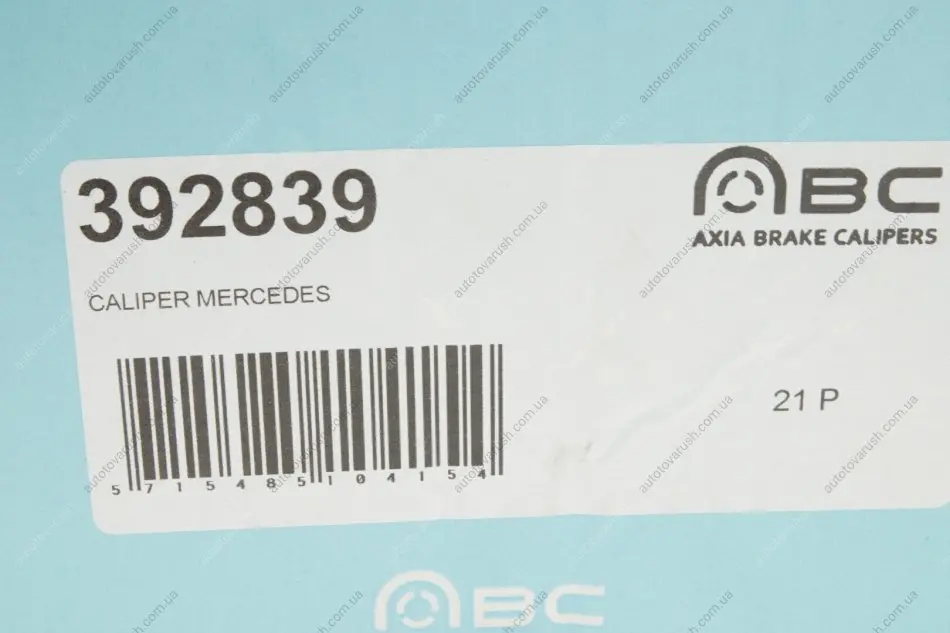 autotovarush.com.ua
392839
ABC
AXIA BRAKE CALIPERS
CALIPER MERCEDES
21 P
5 715485 104154
ABC